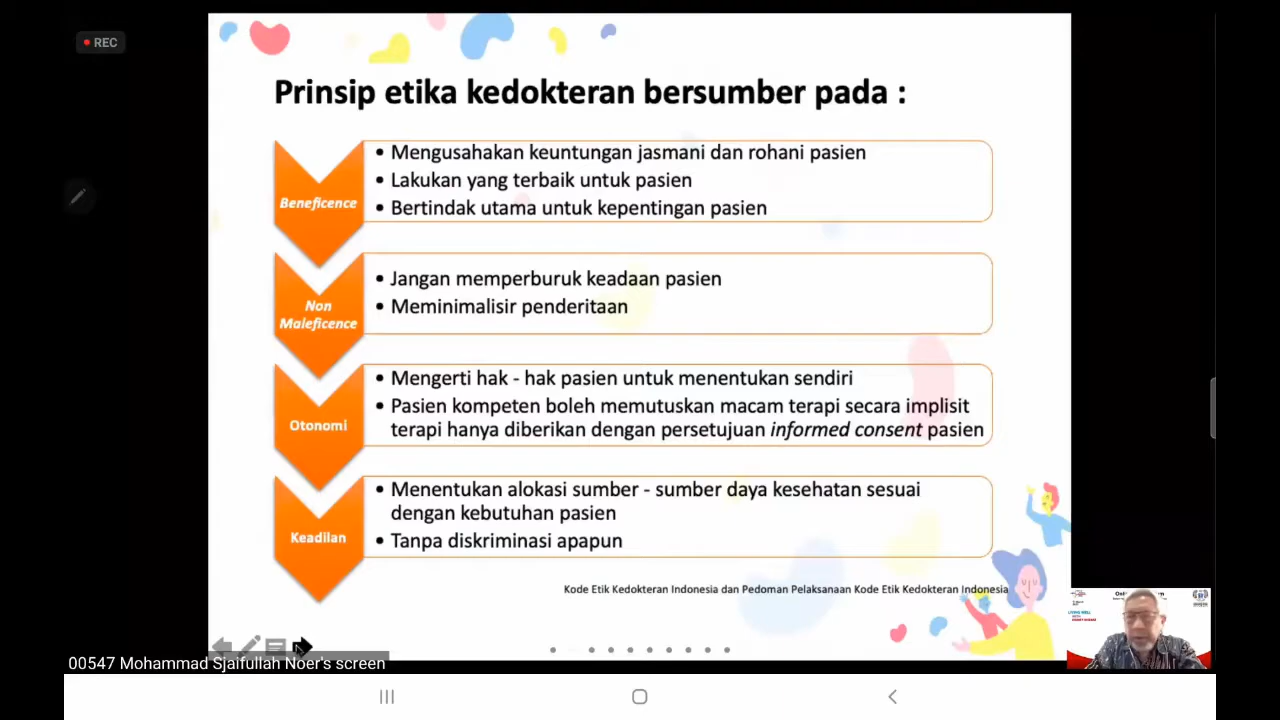 REC
Prinsip etika kedokteran bersumber pada :
Beneficence
• Mengusahakan keuntungan jasmani dan rohani pasien
• Lakukan yang terbaik untuk pasien
• Bertindak utama untuk kepentingan pasien
Non
Maleficence
• Jangan memperburuk keadaan pasien
• Meminimalisir penderitaan
Otonomi
• Mengerti hak - hak pasien untuk menentukan sendiri
• Pasien kompeten boleh memutuskan macam terapi secara implisit
terapi hanya diberikan dengan persetujuan informed consent pasien
Keadilan
• Menentukan alokasi sumber - sumber daya kesehatan sesuai
dengan kebutuhan pasien
• Tanpa diskriminasi apapun
Kode Etik Kedokteran Indonesia dan Pedoman Pelaksanaan Kode Etik Kedokteran Indonesia
00547 Mohammad Sjaifullah Noer's screen